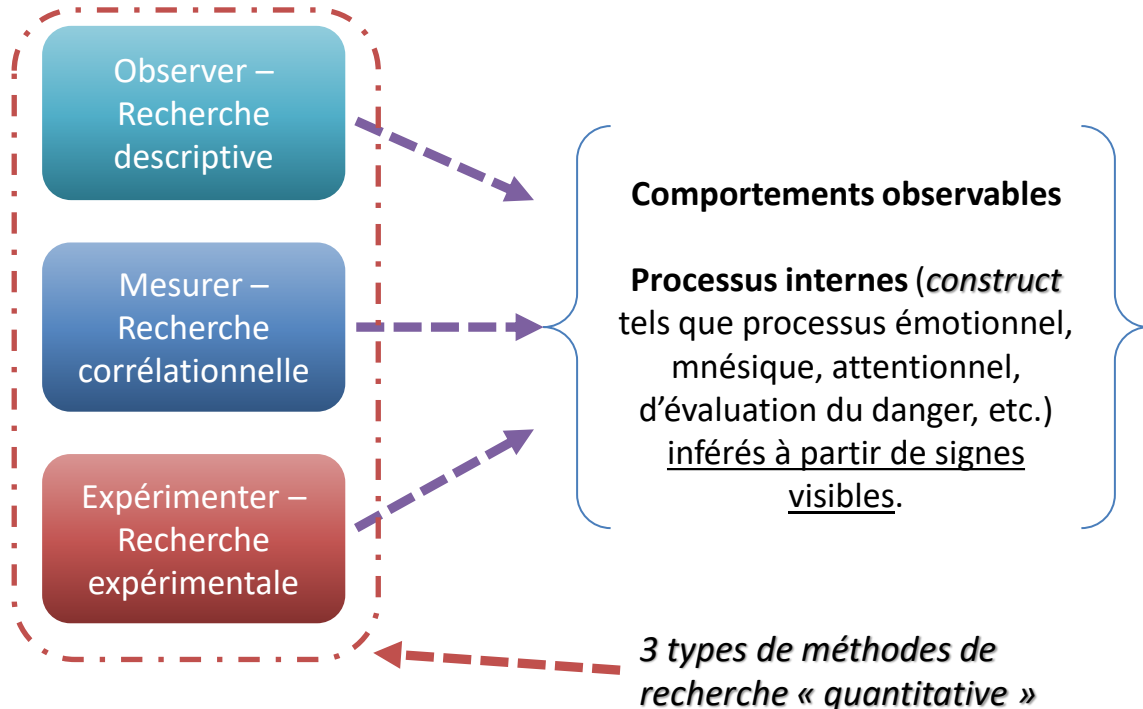 Observer –
Recherche
descriptive
Mesurer –
Recherche
corrélationnelle
Expérimenter –
Recherche
expérimentale
Comportements observables
Processus internes (construct
tels que processus émotionnel,
mnésique, attentionnel,
d’évaluation du danger, etc.)
inférés à partir de signes
visibles.
3 types de méthodes de
recherche « quantitative »